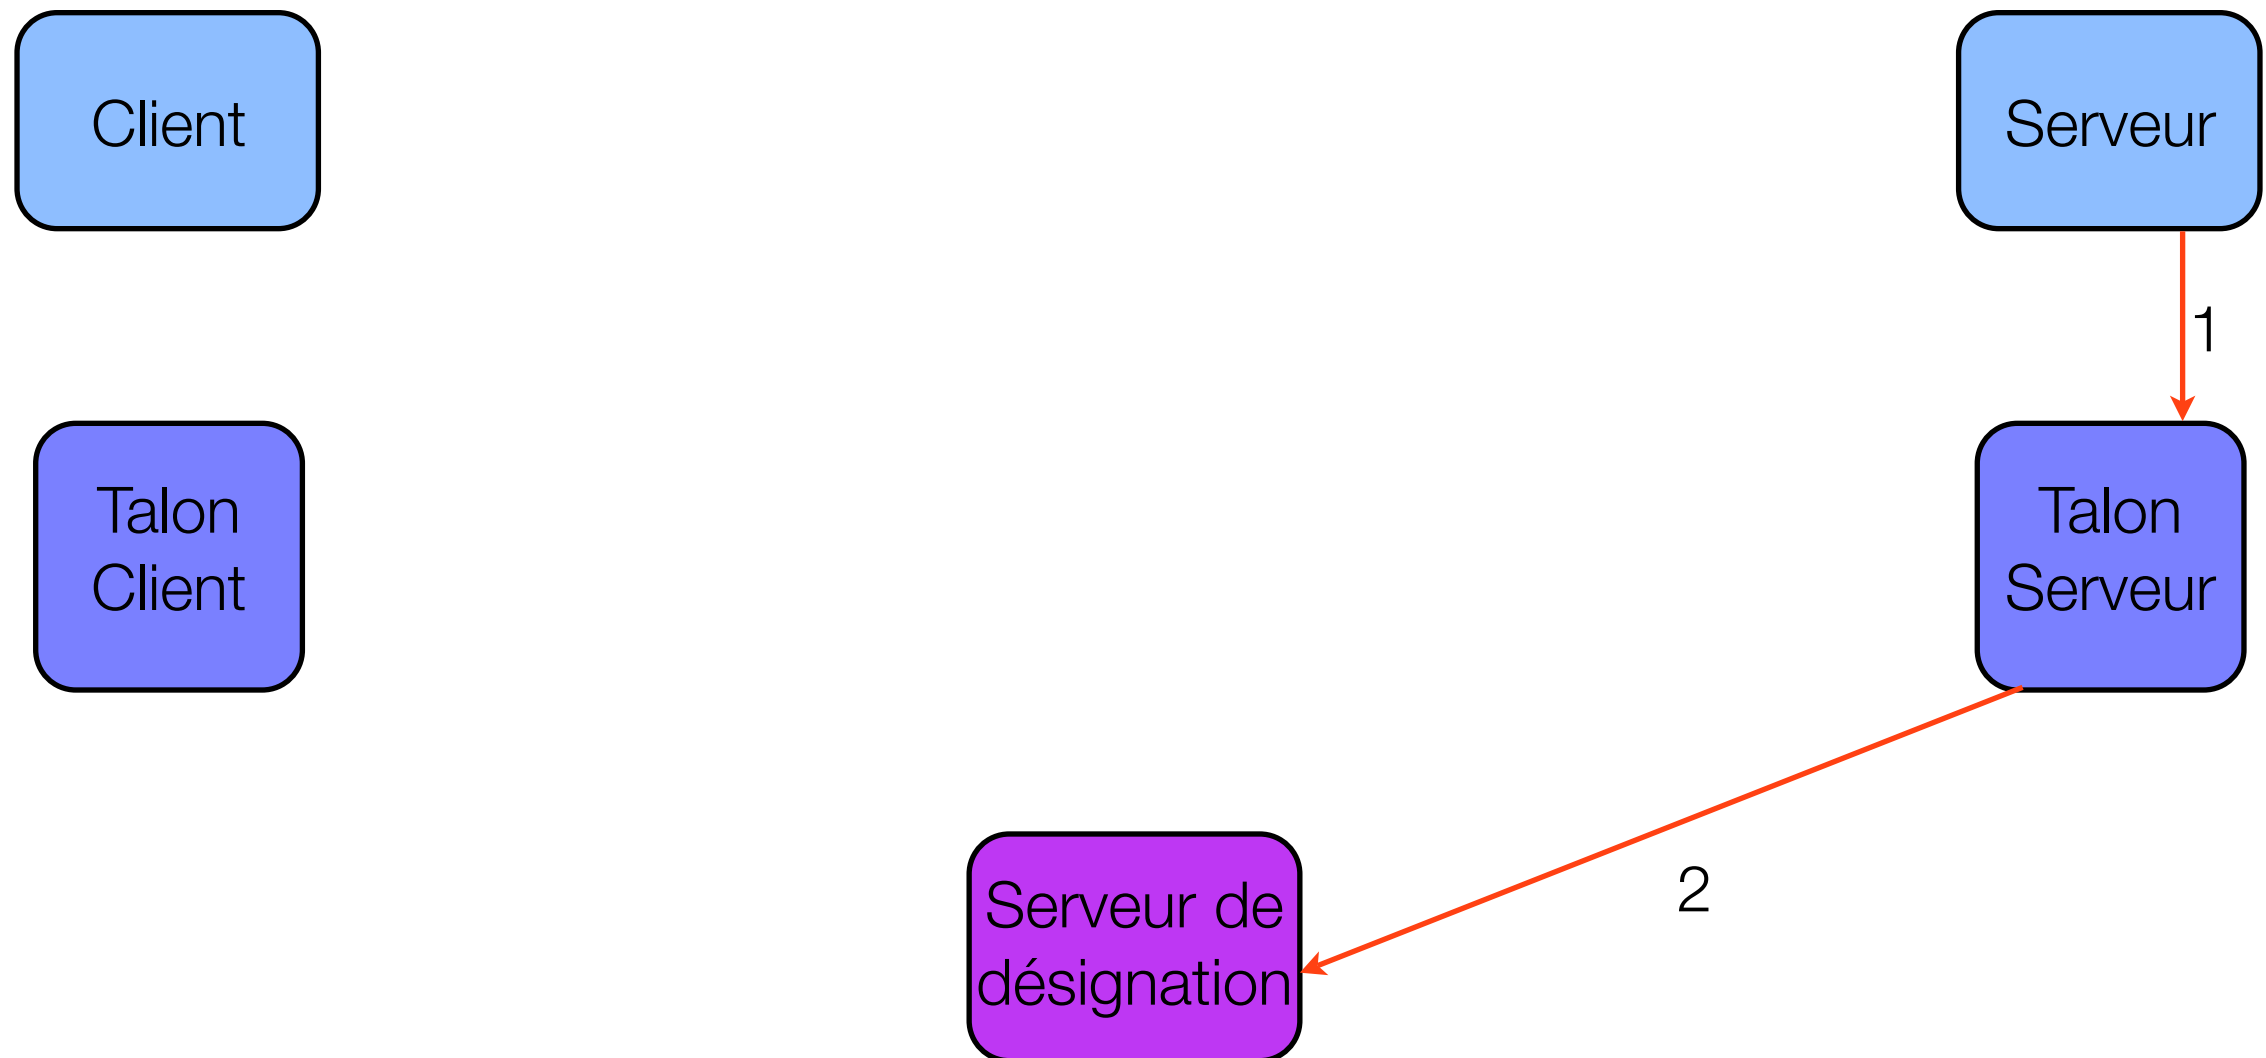 Client
Serveur
1
Talon
Client
Talon
Serveur
2
Serveur de
désignation